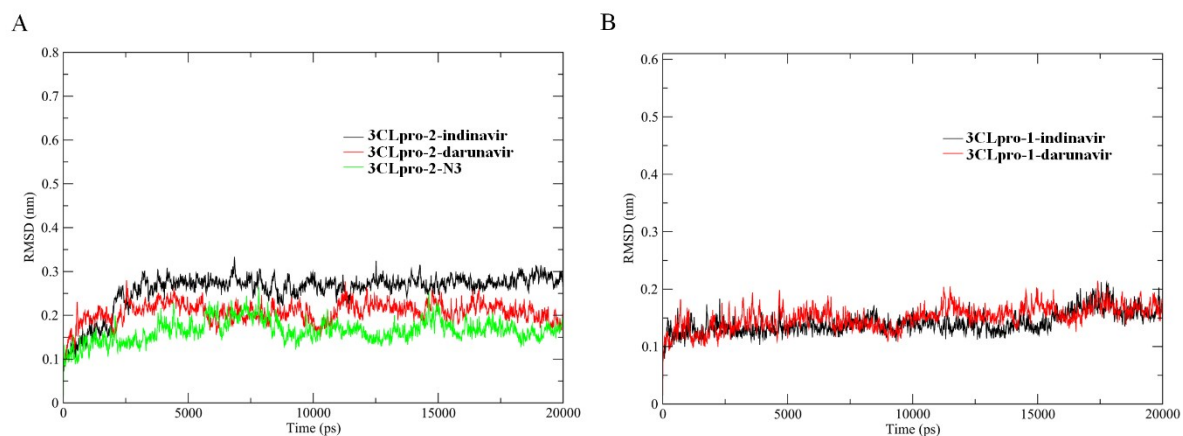 A
0.8
0.7
0.6
0.5
0.4
0.3
0.2
0.1
0
RMSD (nm)
3CLpro-2-indinavir
3CLpro-2-darunavir
3CLpro-2-N3
0 5000 10000 15000 20000
Time (ps)
B
0.6
0.5
0.4
0.3
0.2
0.1
0
RMSD (nm)
3CLpro-1-indinavir
3CLpro-1-darunavir
0 5000 10000 15000 20000
Time (ps)